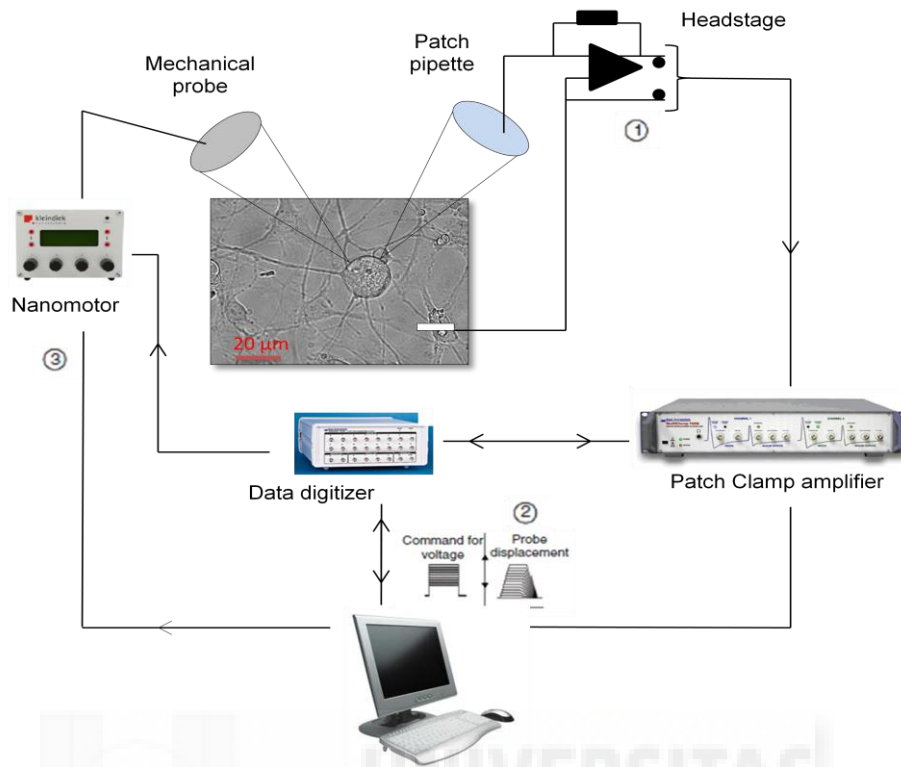 Headstage
Patch
pipette
Mechanical
probe
①
kleindiek
20 µm
Nanomotor
③
Data digitizer
Patch Clamp amplifier
②
Command for
voltage
Probe
displacement
UNIVERSITAS